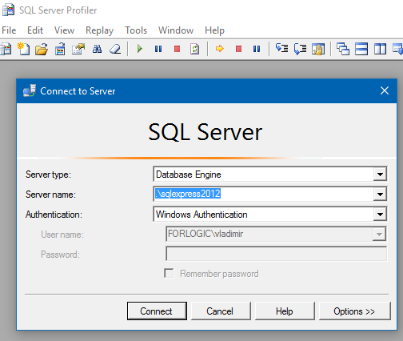 SQL Server Profiler
File Edit View Replay Tools Window Help
Connect to Server
SQL Server
Server type: Database Engine
Server name: .\sqlexpress2012
Authentication: Windows Authentication
User name: FORLOGIC\vladimir
Password:
Remember password
Connect Cancel Help Options >>